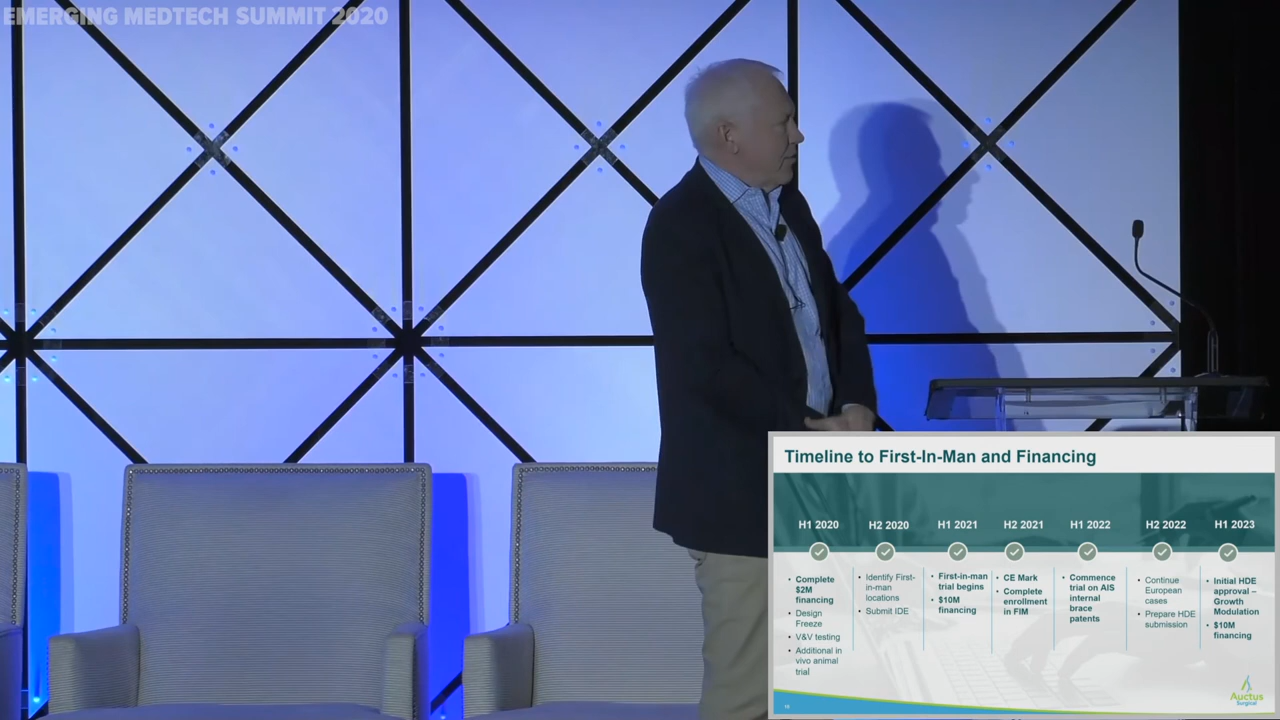 EMERGING MEDTECH SUMMIT 2020
Timeline to First-In-Man and Financing
H1 2020
H2 2020
H1 2021
H2 2021
H1 2022
H2 2022
H1 2023
• Complete
$2M
financing
• Design
Freeze
• V&V testing
• Additional in
vivo animal
trial
• Identify First-
in-man
locations
• Submit IDE
• First-in-man
trial begins
• $10M
financing
• CE Mark
• Complete
enrollment
in FIM
• Commence
trial on AIS
internal
brace
patents
• Continue
European
cases
• Prepare HDE
submission
• Initial HDE
approval –
Growth
Modulation
• $10M
financing
Auctus
Surgical